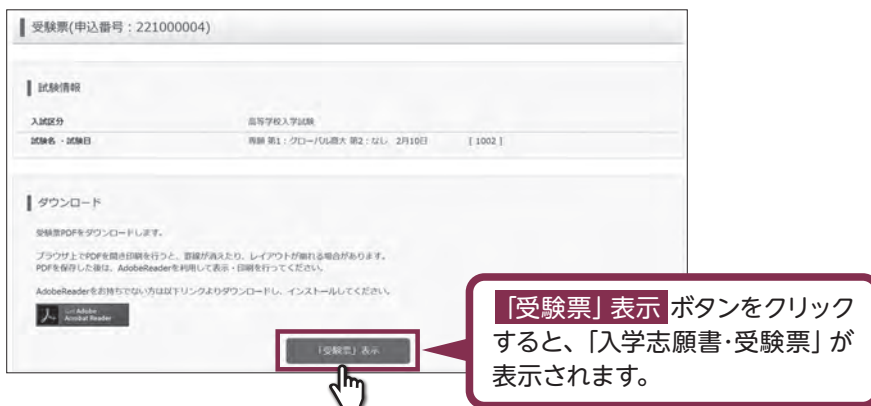 受験票(申込番号：221000004)
試験情報
入試区分 高等学校入学試験
試験名 ・試験日 専願 第1：グローバル商大 第2：なし 2月10日 [ 1002 ]
ダウンロード
受験票PDFをダウンロードします。
ブラウザ上でPDFを開き印刷を行うと、罫線が消えたり、レイアウトが崩れる場合があります。
PDFを保存した後は、AdobeReaderを利用して表示・印刷を行ってください。
AdobeReaderをお持ちでない方は以下リンクよりダウンロードし、インストールしてください。
Get Adobe
Acrobat Reader
「受験票」表示
「受験票」表示 ボタンをクリック
すると、「入学志願書・受験票」が
表示されます。